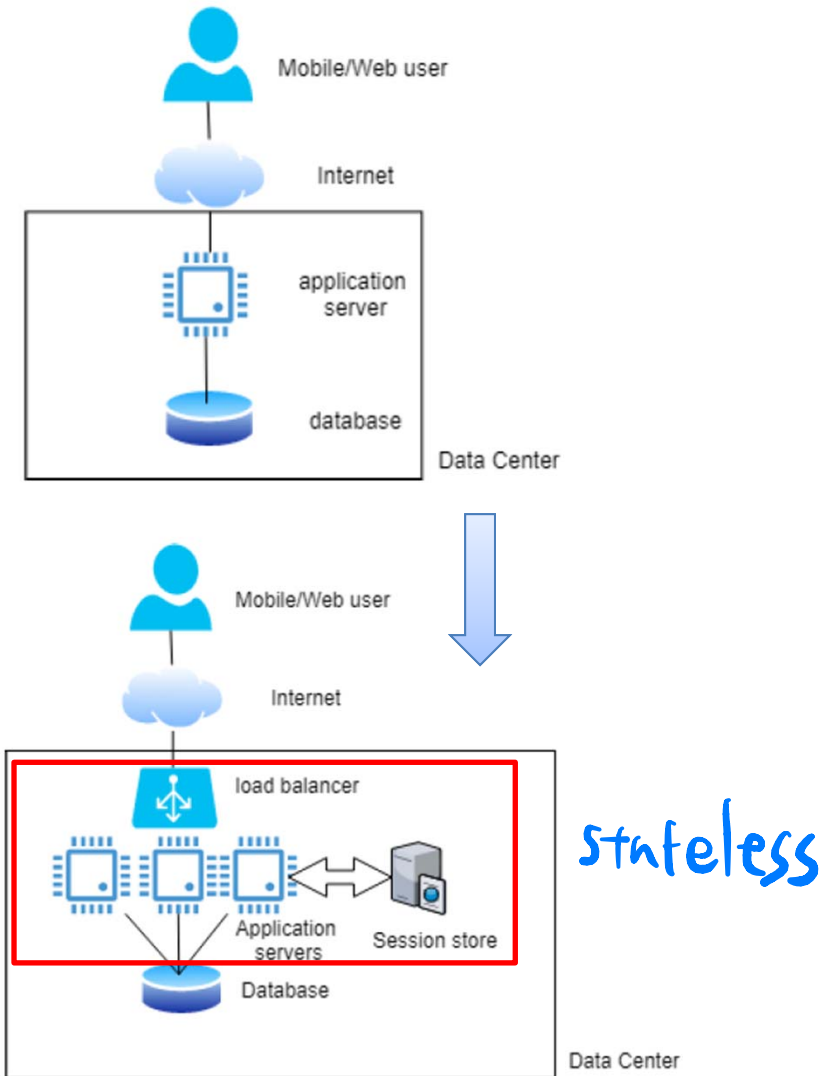 Mobile/Web user
Internet
application
server
database
Data Center
Mobile/Web user
Internet
load balancer
stateless
Application
servers
Session store
Database
Data Center